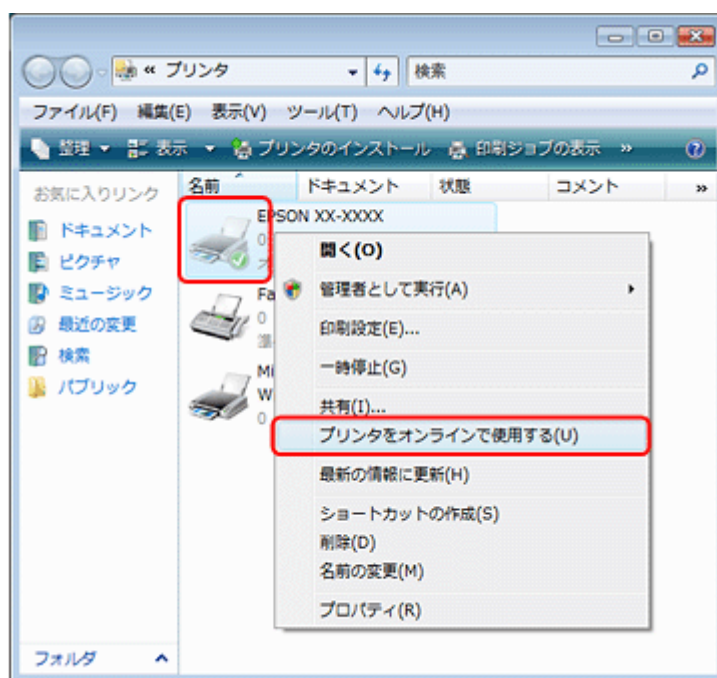 « プリンタ
検索
ファイル(F) 編集(E) 表示(V) ツール(T) ヘルプ(H)
整理 表示 プリンタのインストール 印刷ジョブの表示 »
お気に入りリンク
ドキュメント
ピクチャ
ミュージック
最近の変更
検索
パブリック
フォルダ
名前 ドキュメント 状態 コメント »
EPSON XX-XXXX
0
Fa
0
Mi
W
0
開く(O)
管理者として実行(A)
印刷設定(E)...
一時停止(G)
共有(I)...
プリンタをオンラインで使用する(U)
最新の情報に更新(H)
ショートカットの作成(S)
削除(D)
名前の変更(M)
プロパティ(R)